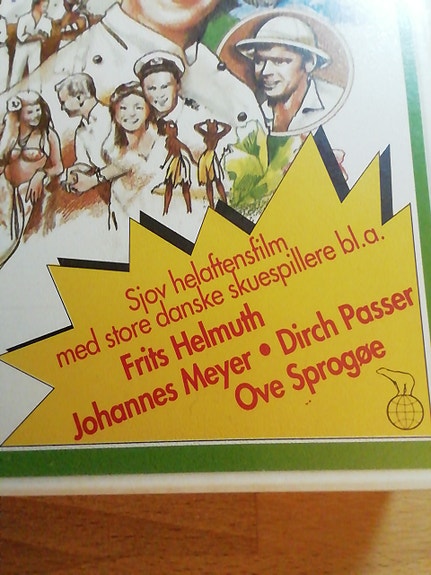 Sjov helaftensfilm
med store danske skuespillere bl.a.
Frits Helmuth
Johannes Meyer • Dirch Passer
Ove Sprogøe